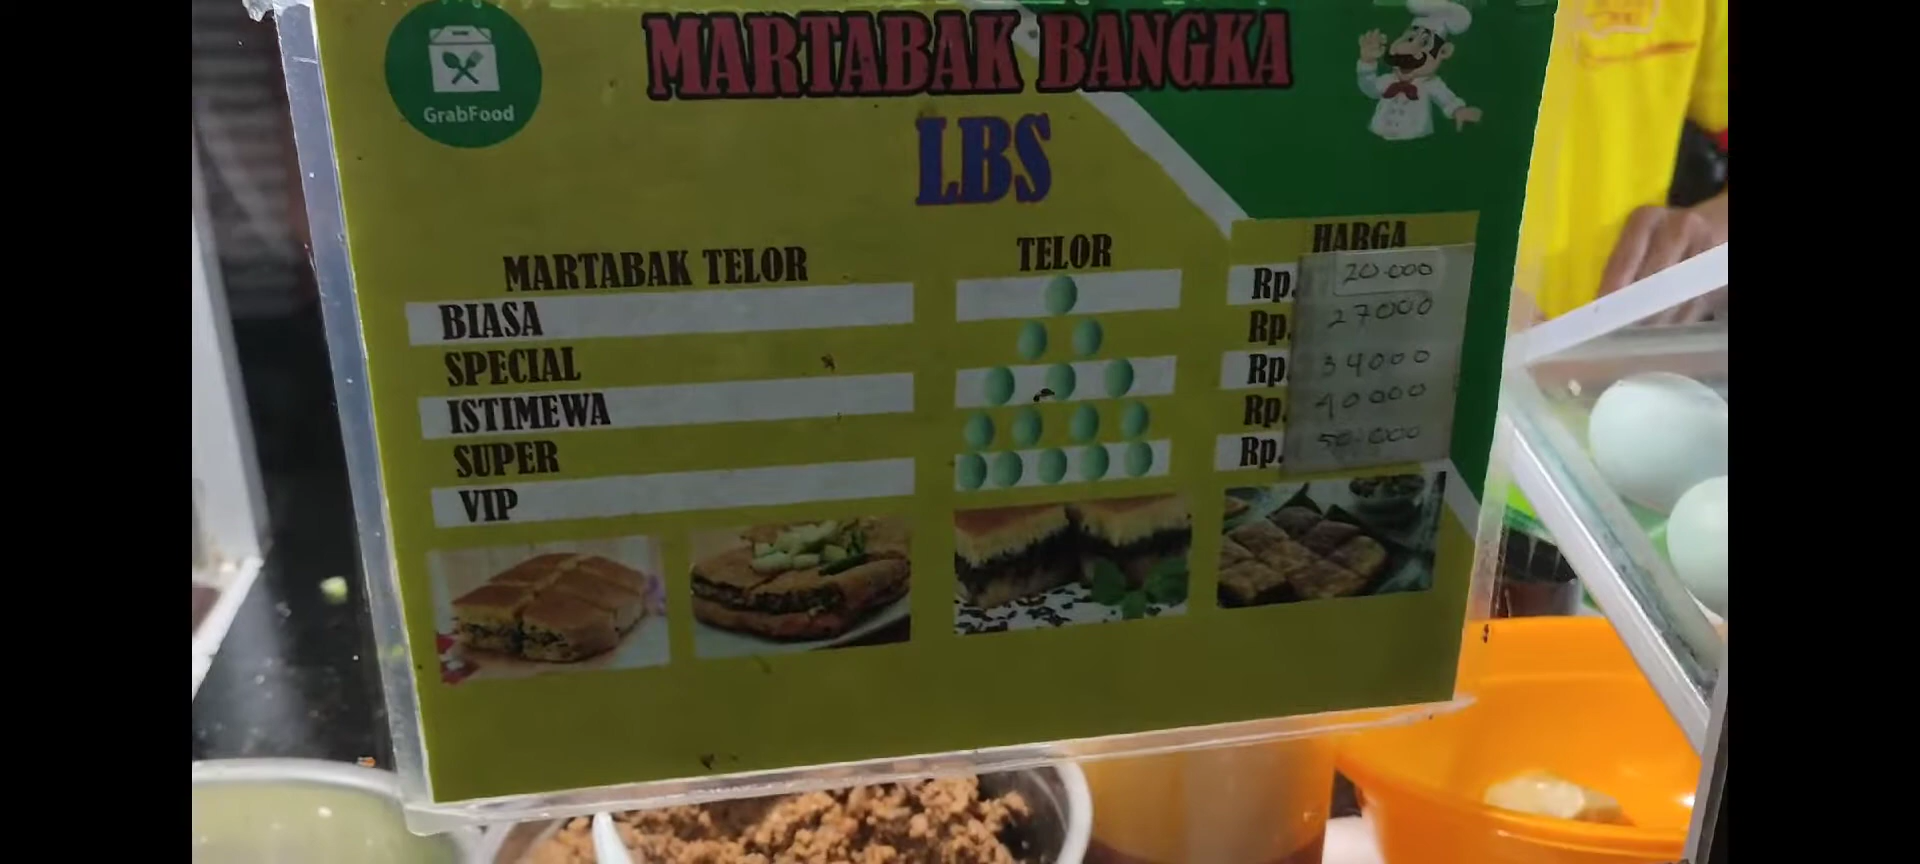 GrabFood
MARTABAK BANGKA
LBS
MARTABAK TELOR TELOR HARGA
BIASA Rp. 20.000
SPECIAL Rp. 27000
ISTIMEWA Rp. 34000
SUPER Rp. 40000
VIP Rp. 50.000